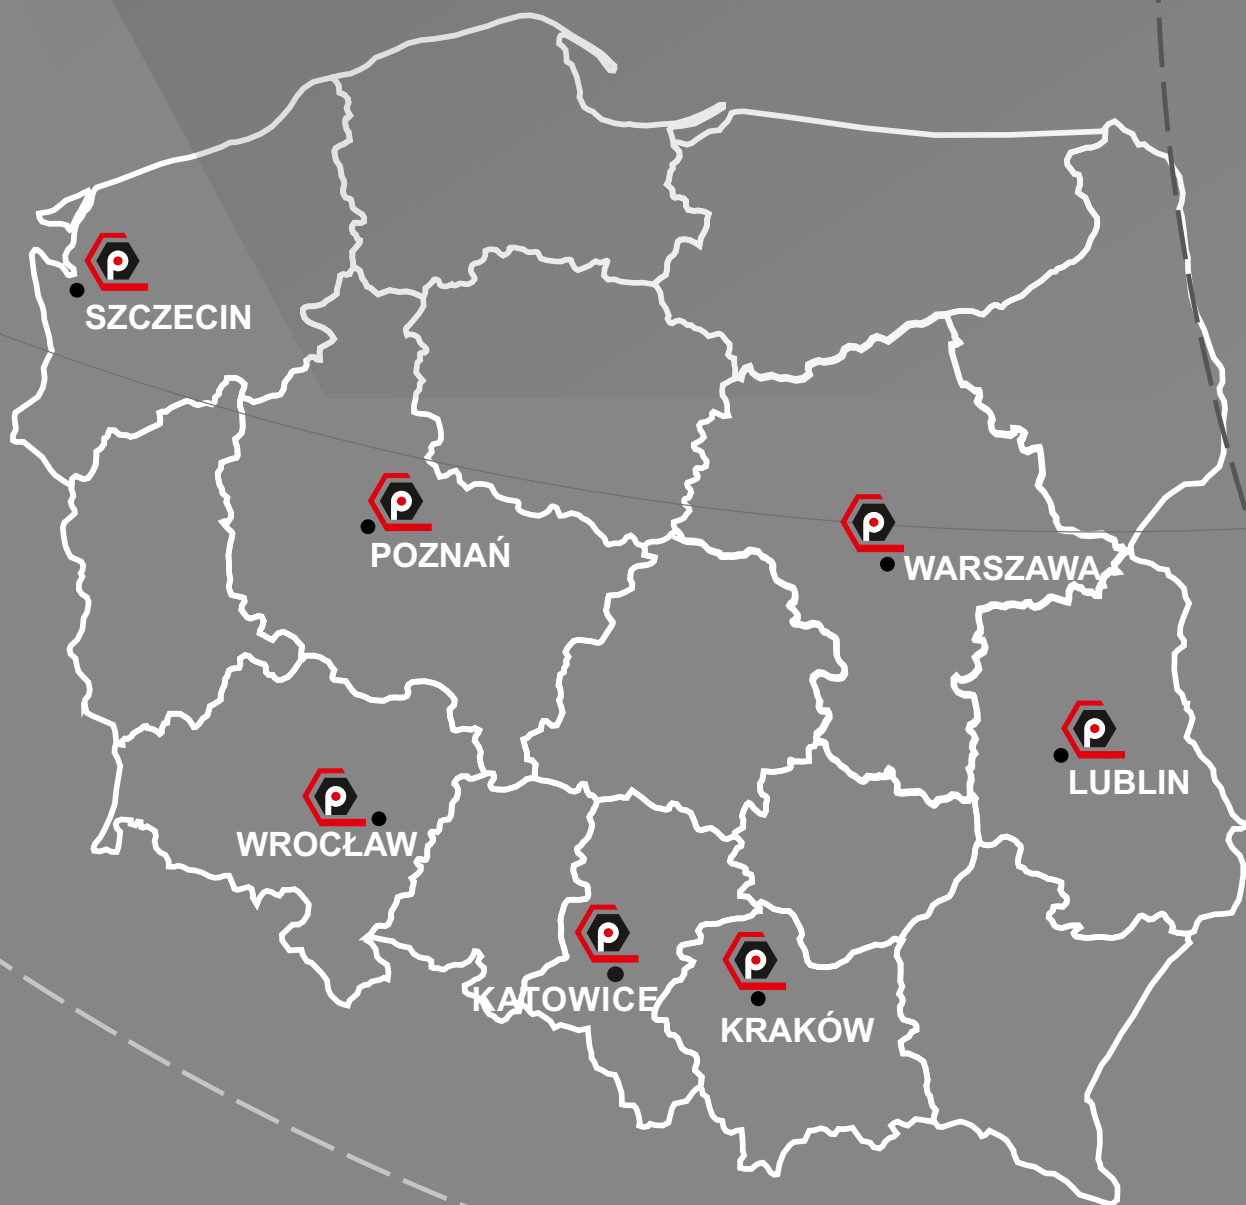 SZCZECIN
POZNAŃ
WARSZAWA
LUBLIN
WROCŁAW
KATOWICE
KRAKÓW